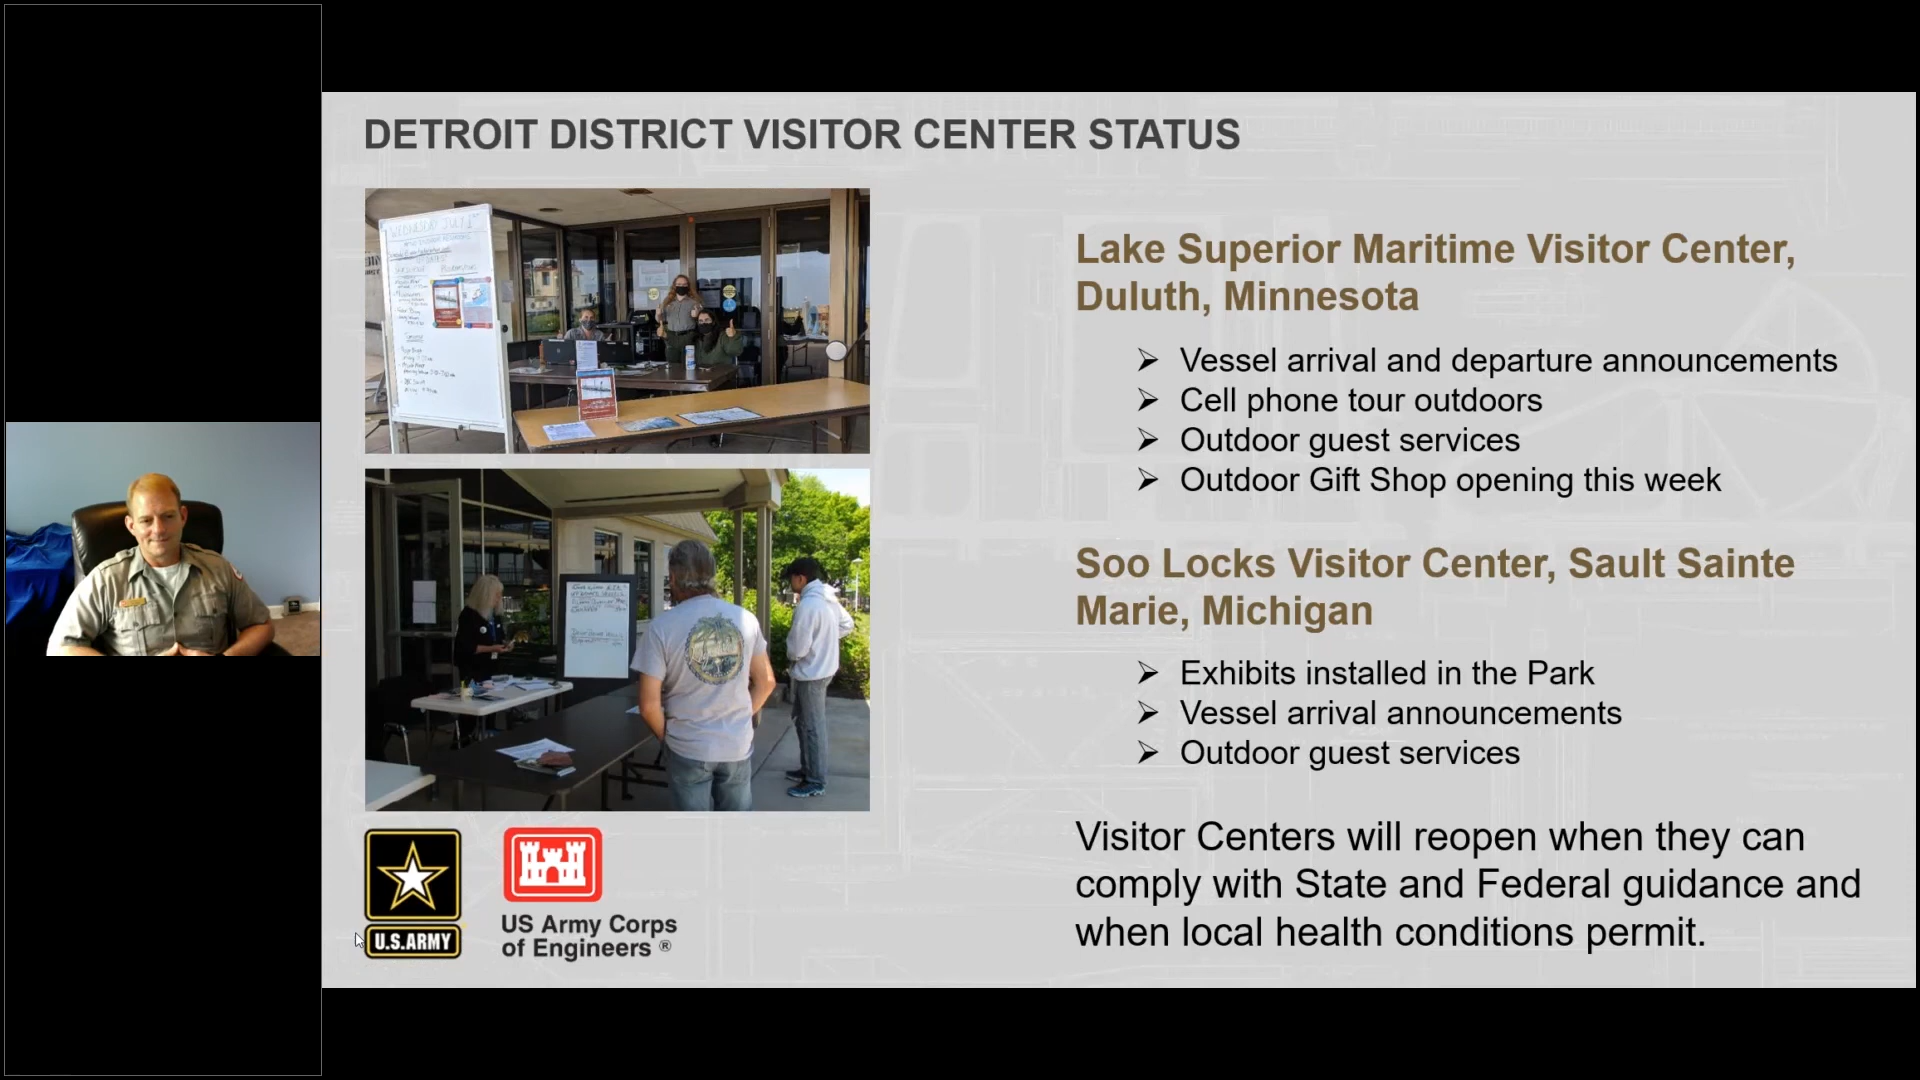 DETROIT DISTRICT VISITOR CENTER STATUS
WEDNESDAY JULY 1ST
Lake Superior Maritime Visitor Center,
Duluth, Minnesota
➢ Vessel arrival and departure announcements
➢ Cell phone tour outdoors
➢ Outdoor guest services
➢ Outdoor Gift Shop opening this week
Soo Locks Visitor Center, Sault Sainte
Marie, Michigan
➢ Exhibits installed in the Park
➢ Vessel arrival announcements
➢ Outdoor guest services
Visitor Centers will reopen when they can
comply with State and Federal guidance and
when local health conditions permit.
U.S.ARMY
US Army Corps
of Engineers ®